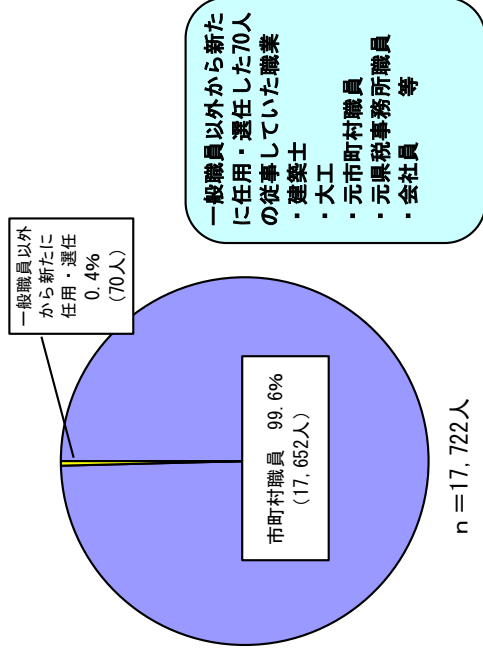 一般職員以外
から新たに
任用・選任
0.4%
(70人)
市町村職員 99.6%
(17,652人)
n＝17,722人
一般職員以外から新た
に任用・選任した70人
の従事していた職業
・建築士
・大工
・元市町村職員
・元県税事務所職員
・会社員 等